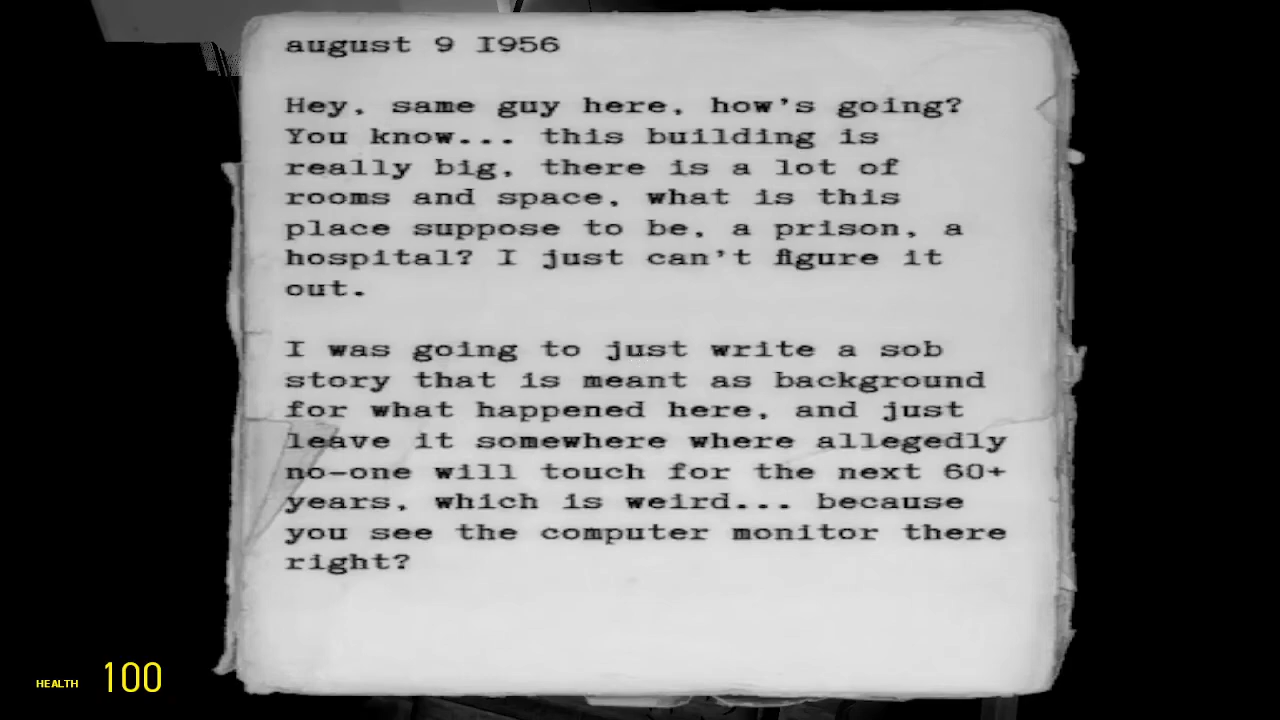 august 9 1956
Hey, same guy here, how's going?
You know... this building is
really big, there is a lot of
rooms and space, what is this
place suppose to be, a prison, a
hospital? I just can't figure it
out.
I was going to just write a sob
story that is meant as background
for what happened here, and just
leave it somewhere where allegedly
no-one will touch for the next 60+
years, which is weird... because
you see the computer monitor there
right?
HEALTH 100